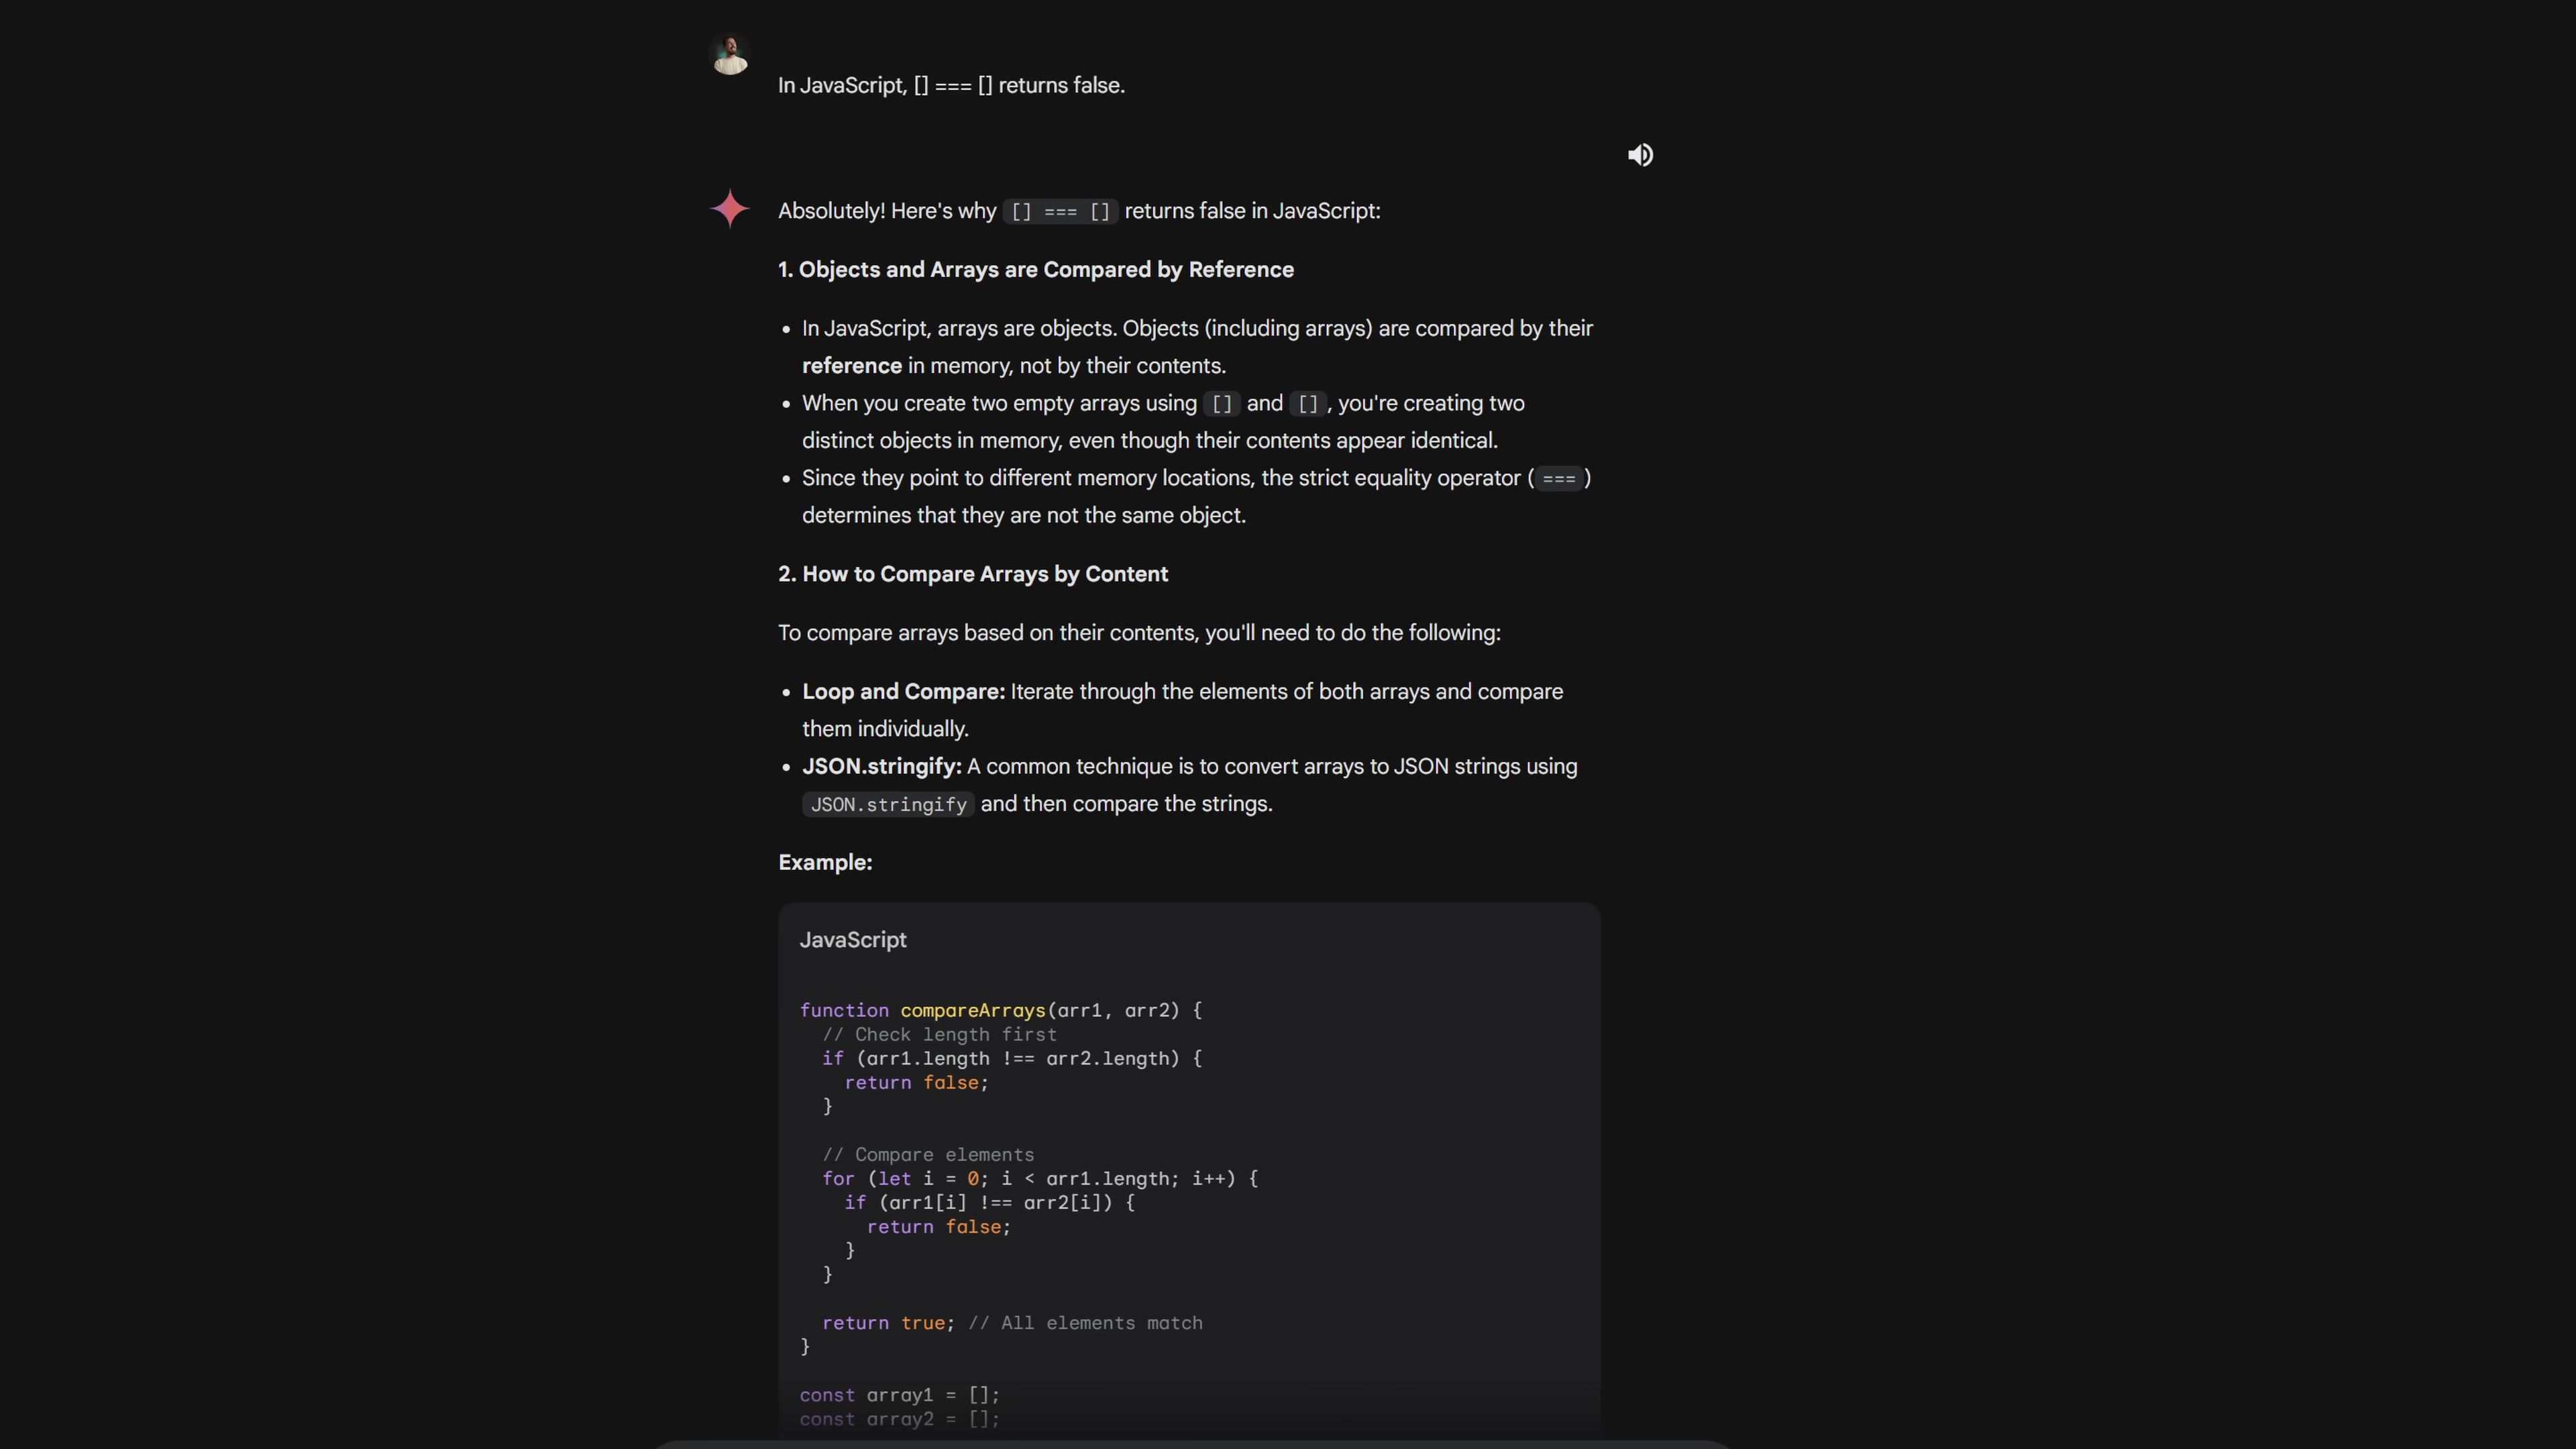 In JavaScript, [] === [] returns false.
Absolutely! Here's why [] === [] returns false in JavaScript:
1. Objects and Arrays are Compared by Reference
• In JavaScript, arrays are objects. Objects (including arrays) are compared by their
reference in memory, not by their contents.
• When you create two empty arrays using [] and [], you're creating two
distinct objects in memory, even though their contents appear identical.
• Since they point to different memory locations, the strict equality operator (===)
determines that they are not the same object.
2. How to Compare Arrays by Content
To compare arrays based on their contents, you'll need to do the following:
• Loop and Compare: Iterate through the elements of both arrays and compare
them individually.
• JSON.stringify: A common technique is to convert arrays to JSON strings using
JSON.stringify and then compare the strings.
Example:
JavaScript
function compareArrays(arr1, arr2) {
  // Check length first
  if (arr1.length !== arr2.length) {
    return false;
  }
  // Compare elements
  for (let i = 0; i < arr1.length; i++) {
    if (arr1[i] !== arr2[i]) {
      return false;
    }
  }
  return true; // All elements match
}
const array1 = [];
const array2 = [];